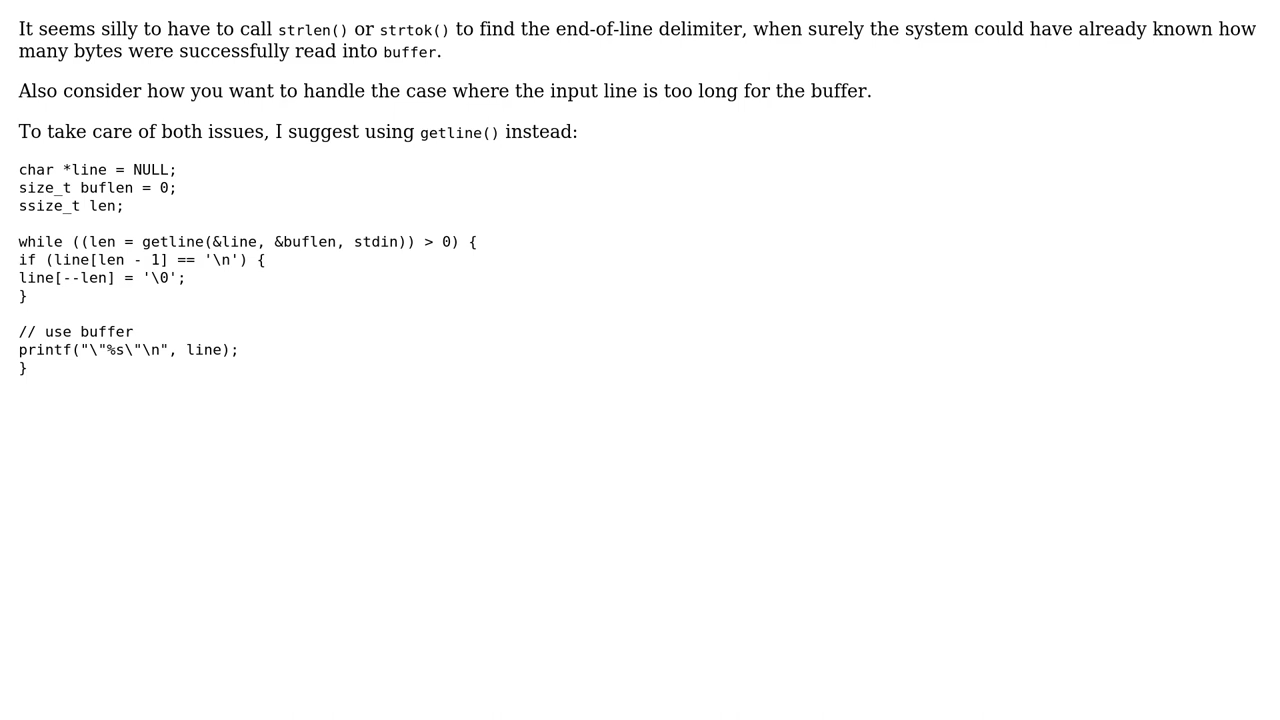 It seems silly to have to call strlen() or strtok() to find the end-of-line delimiter, when surely the system could have already known how
many bytes were successfully read into buffer.
Also consider how you want to handle the case where the input line is too long for the buffer.
To take care of both issues, I suggest using getline() instead:
char *line = NULL;
size_t buflen = 0;
ssize_t len;
while ((len = getline(&line, &buflen, stdin)) > 0) {
if (line[len - 1] == '\n') {
line[--len] = '\0';
}
// use buffer
printf("\"%s\"\n", line);
}